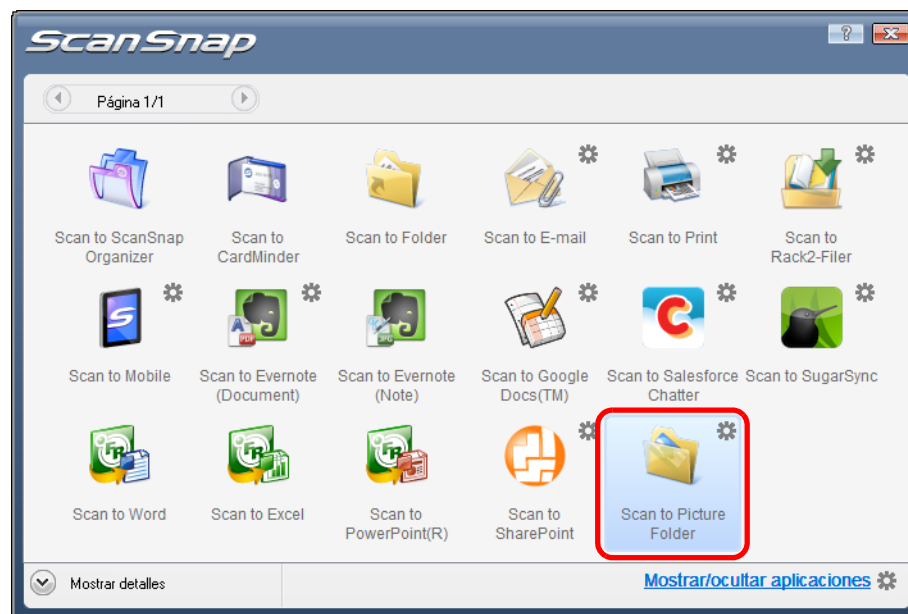 ScanSnap
?
Página 1/1
Scan to ScanSnap
Organizer
Scan to
CardMinder
Scan to Folder
Scan to E-mail
Scan to Print
Scan to
Rack2-Filer
Scan to Mobile
Scan to Evernote
(Document)
Scan to Evernote
(Note)
Scan to Google
Docs(TM)
Scan to Salesforce
Chatter
Scan to SugarSync
Scan to Word
Scan to Excel
Scan to
PowerPoint(R)
Scan to
SharePoint
Scan to Picture
Folder
Mostrar detalles
Mostrar/ocultar aplicaciones